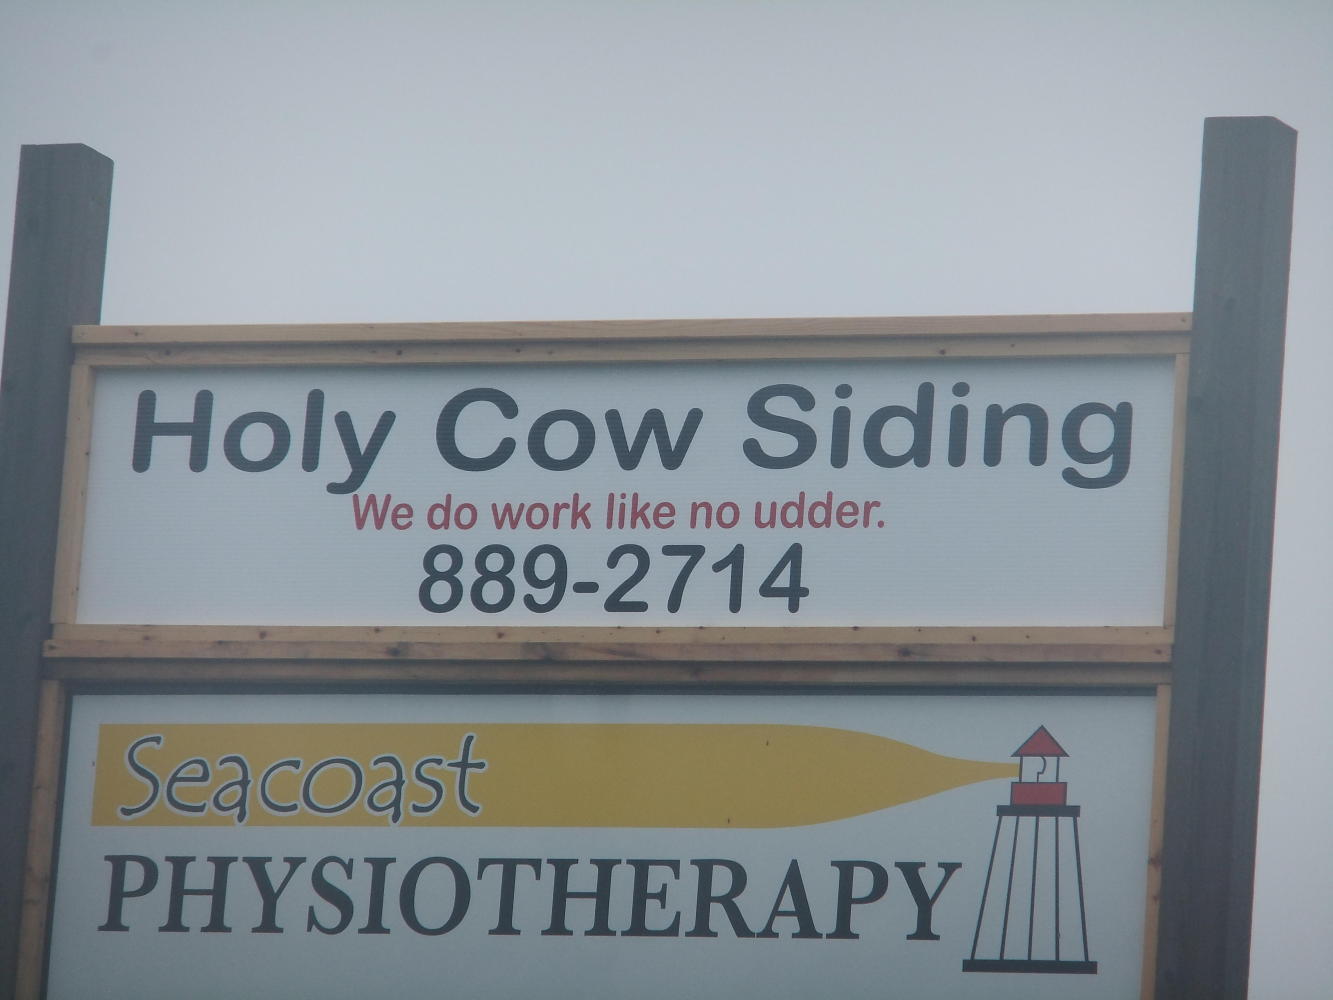 Holy Cow Siding
We do work like no udder.
889-2714
Seacoast
PHYSIOTHERAPY